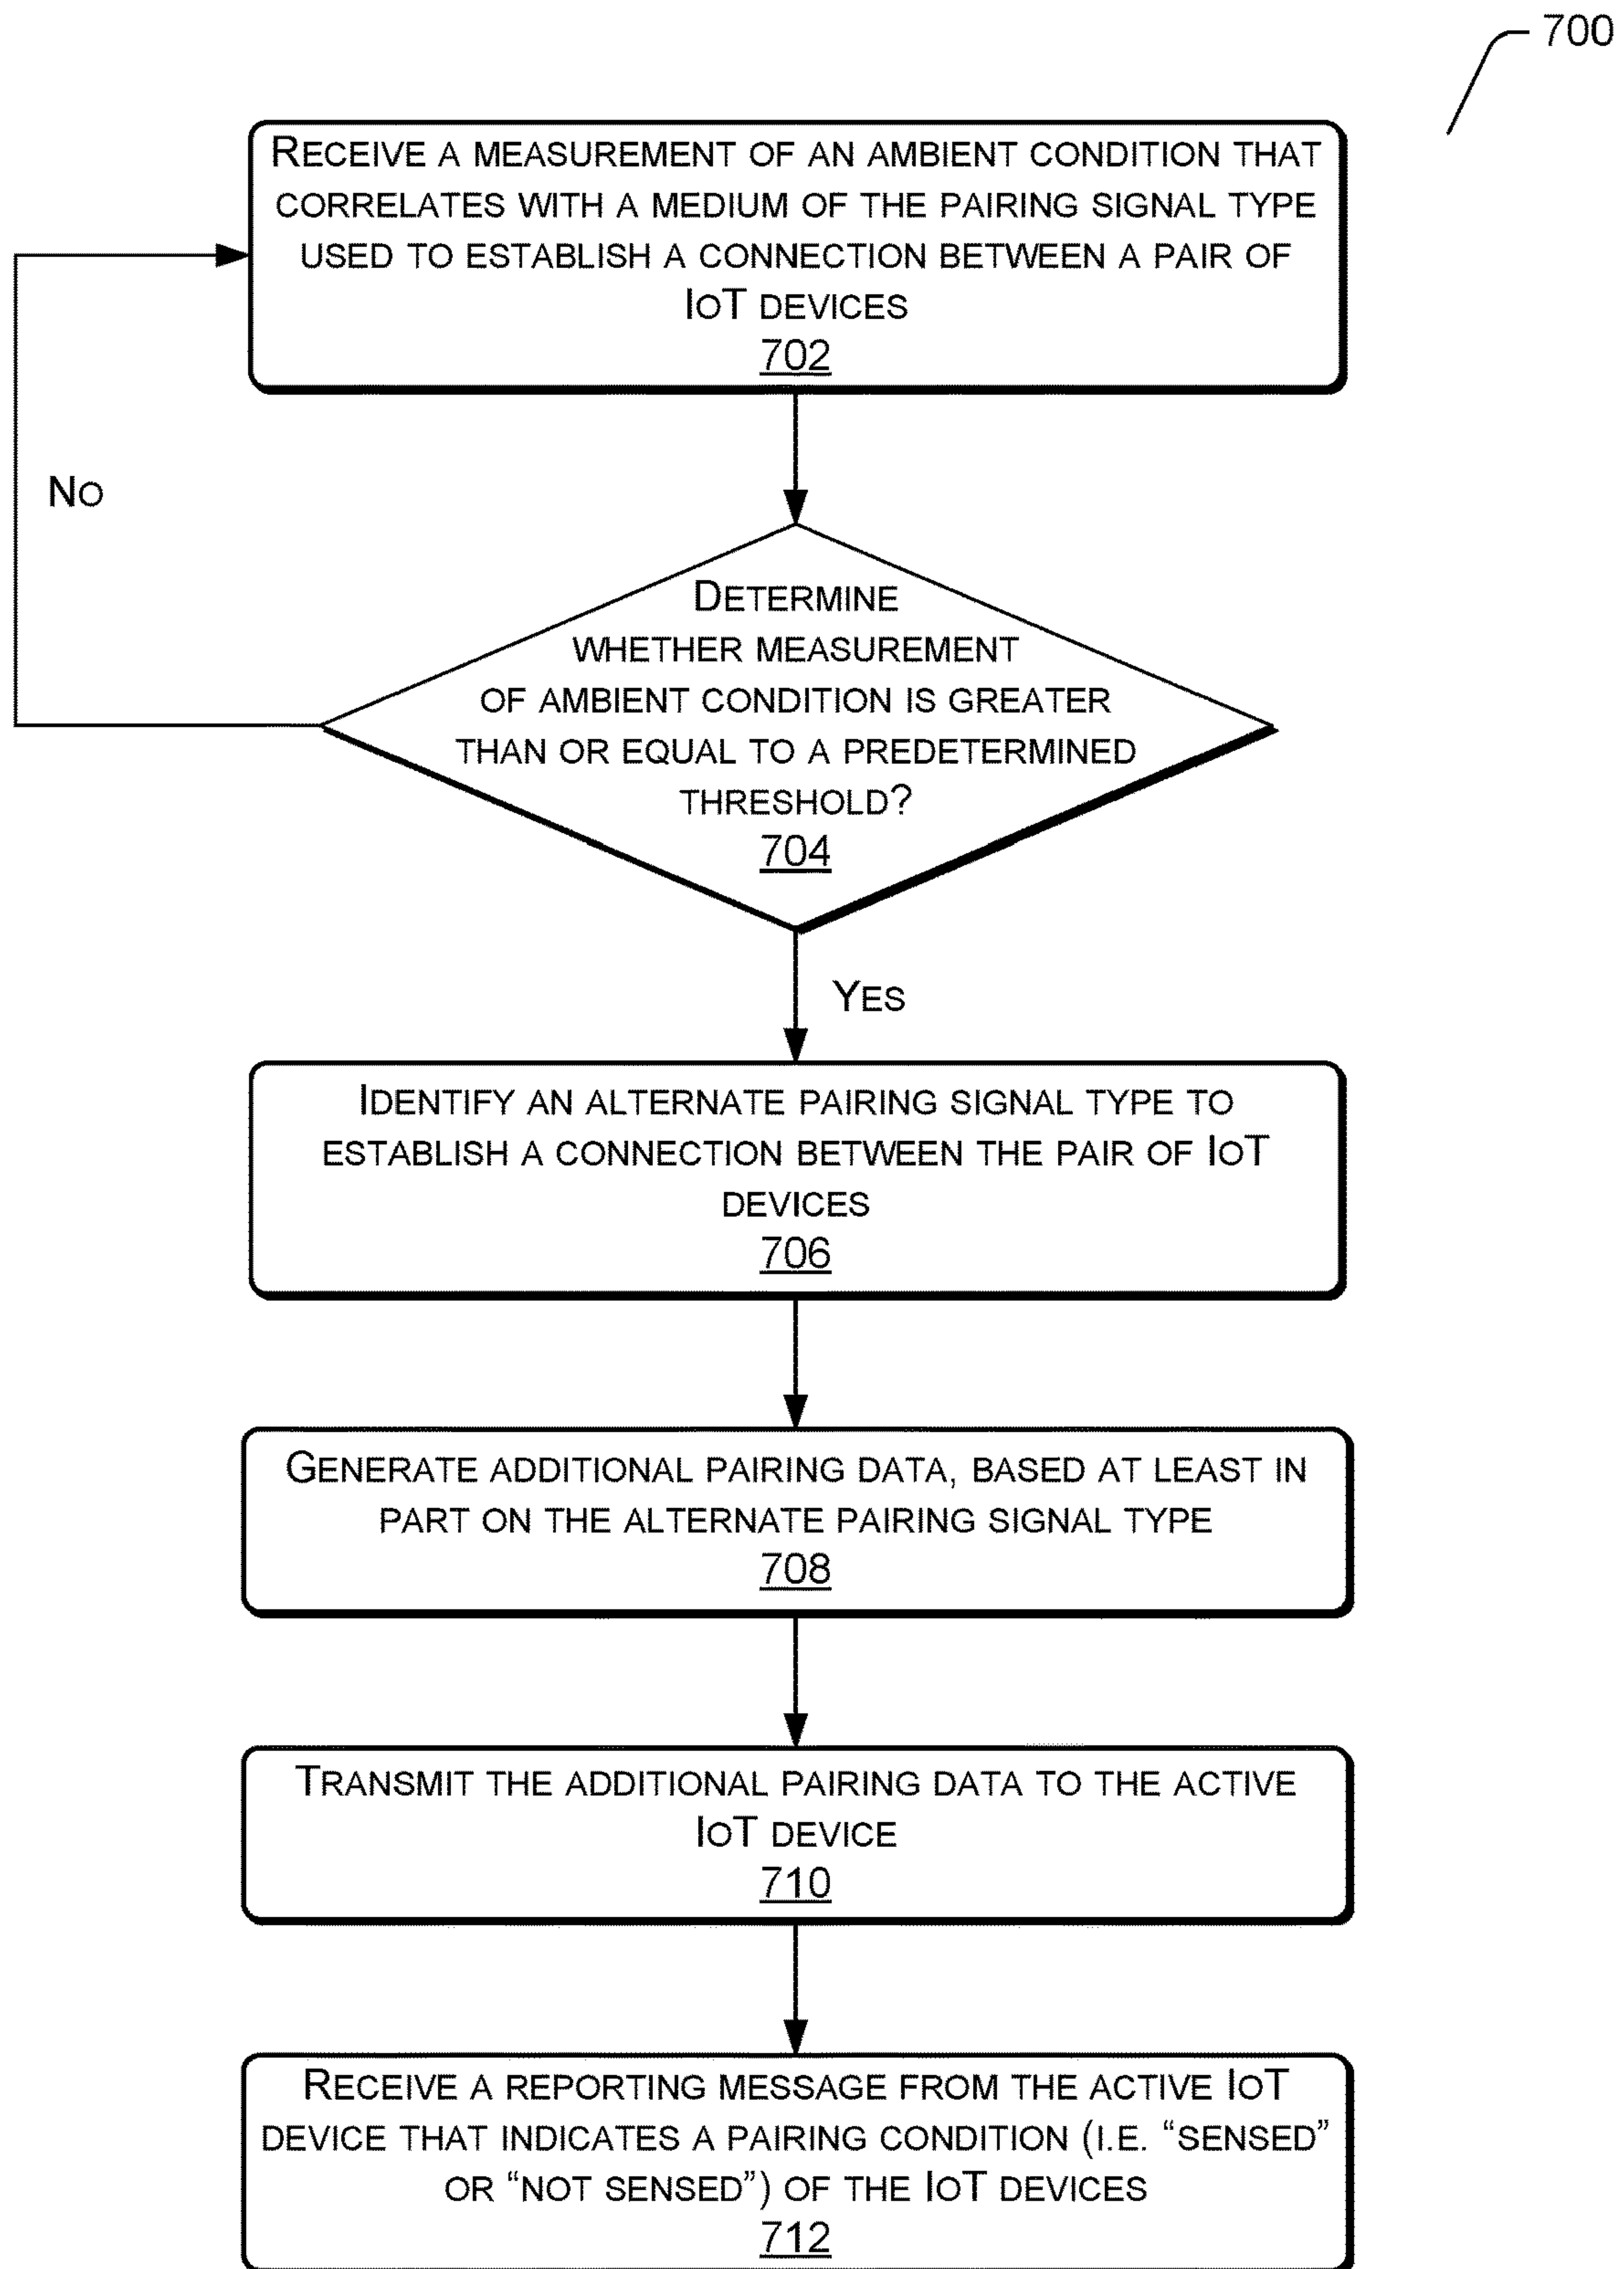 700
RECEIVE A MEASUREMENT OF AN AMBIENT CONDITION THAT
CORRELATES WITH A MEDIUM OF THE PAIRING SIGNAL TYPE
USED TO ESTABLISH A CONNECTION BETWEEN A PAIR OF
IOT DEVICES
702
NO
DETERMINE
WHETHER MEASUREMENT
OF AMBIENT CONDITION IS GREATER
THAN OR EQUAL TO A PREDETERMINED
THRESHOLD?
704
YES
IDENTIFY AN ALTERNATE PAIRING SIGNAL TYPE TO
ESTABLISH A CONNECTION BETWEEN THE PAIR OF IOT
DEVICES
706
GENERATE ADDITIONAL PAIRING DATA, BASED AT LEAST IN
PART ON THE ALTERNATE PAIRING SIGNAL TYPE
708
TRANSMIT THE ADDITIONAL PAIRING DATA TO THE ACTIVE
IOT DEVICE
710
RECEIVE A REPORTING MESSAGE FROM THE ACTIVE IOT
DEVICE THAT INDICATES A PAIRING CONDITION (I.E. “SENSED”
OR “NOT SENSED”) OF THE IOT DEVICES
712